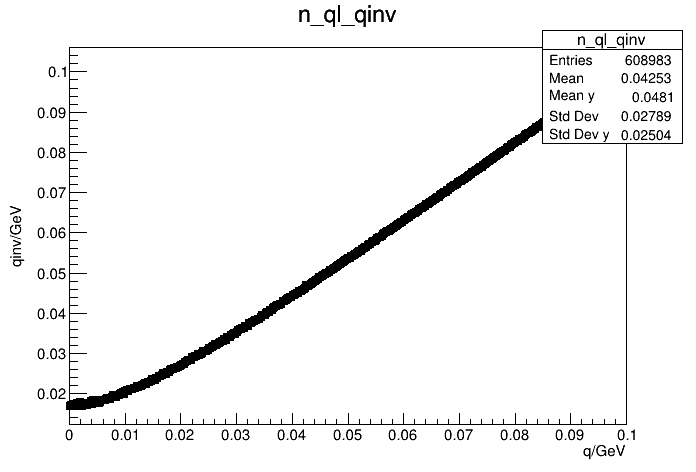 n_ql_qinv
n_ql_qinv
Entries 608983
Mean 0.04253
Mean y 0.0481
Std Dev 0.02789
Std Dev y 0.02504
0.1
0.09
0.08
0.07
0.06
0.05
0.04
0.03
0.02
qinv/GeV
0 0.01 0.02 0.03 0.04 0.05 0.06 0.07 0.08 0.09 0.1
q/GeV